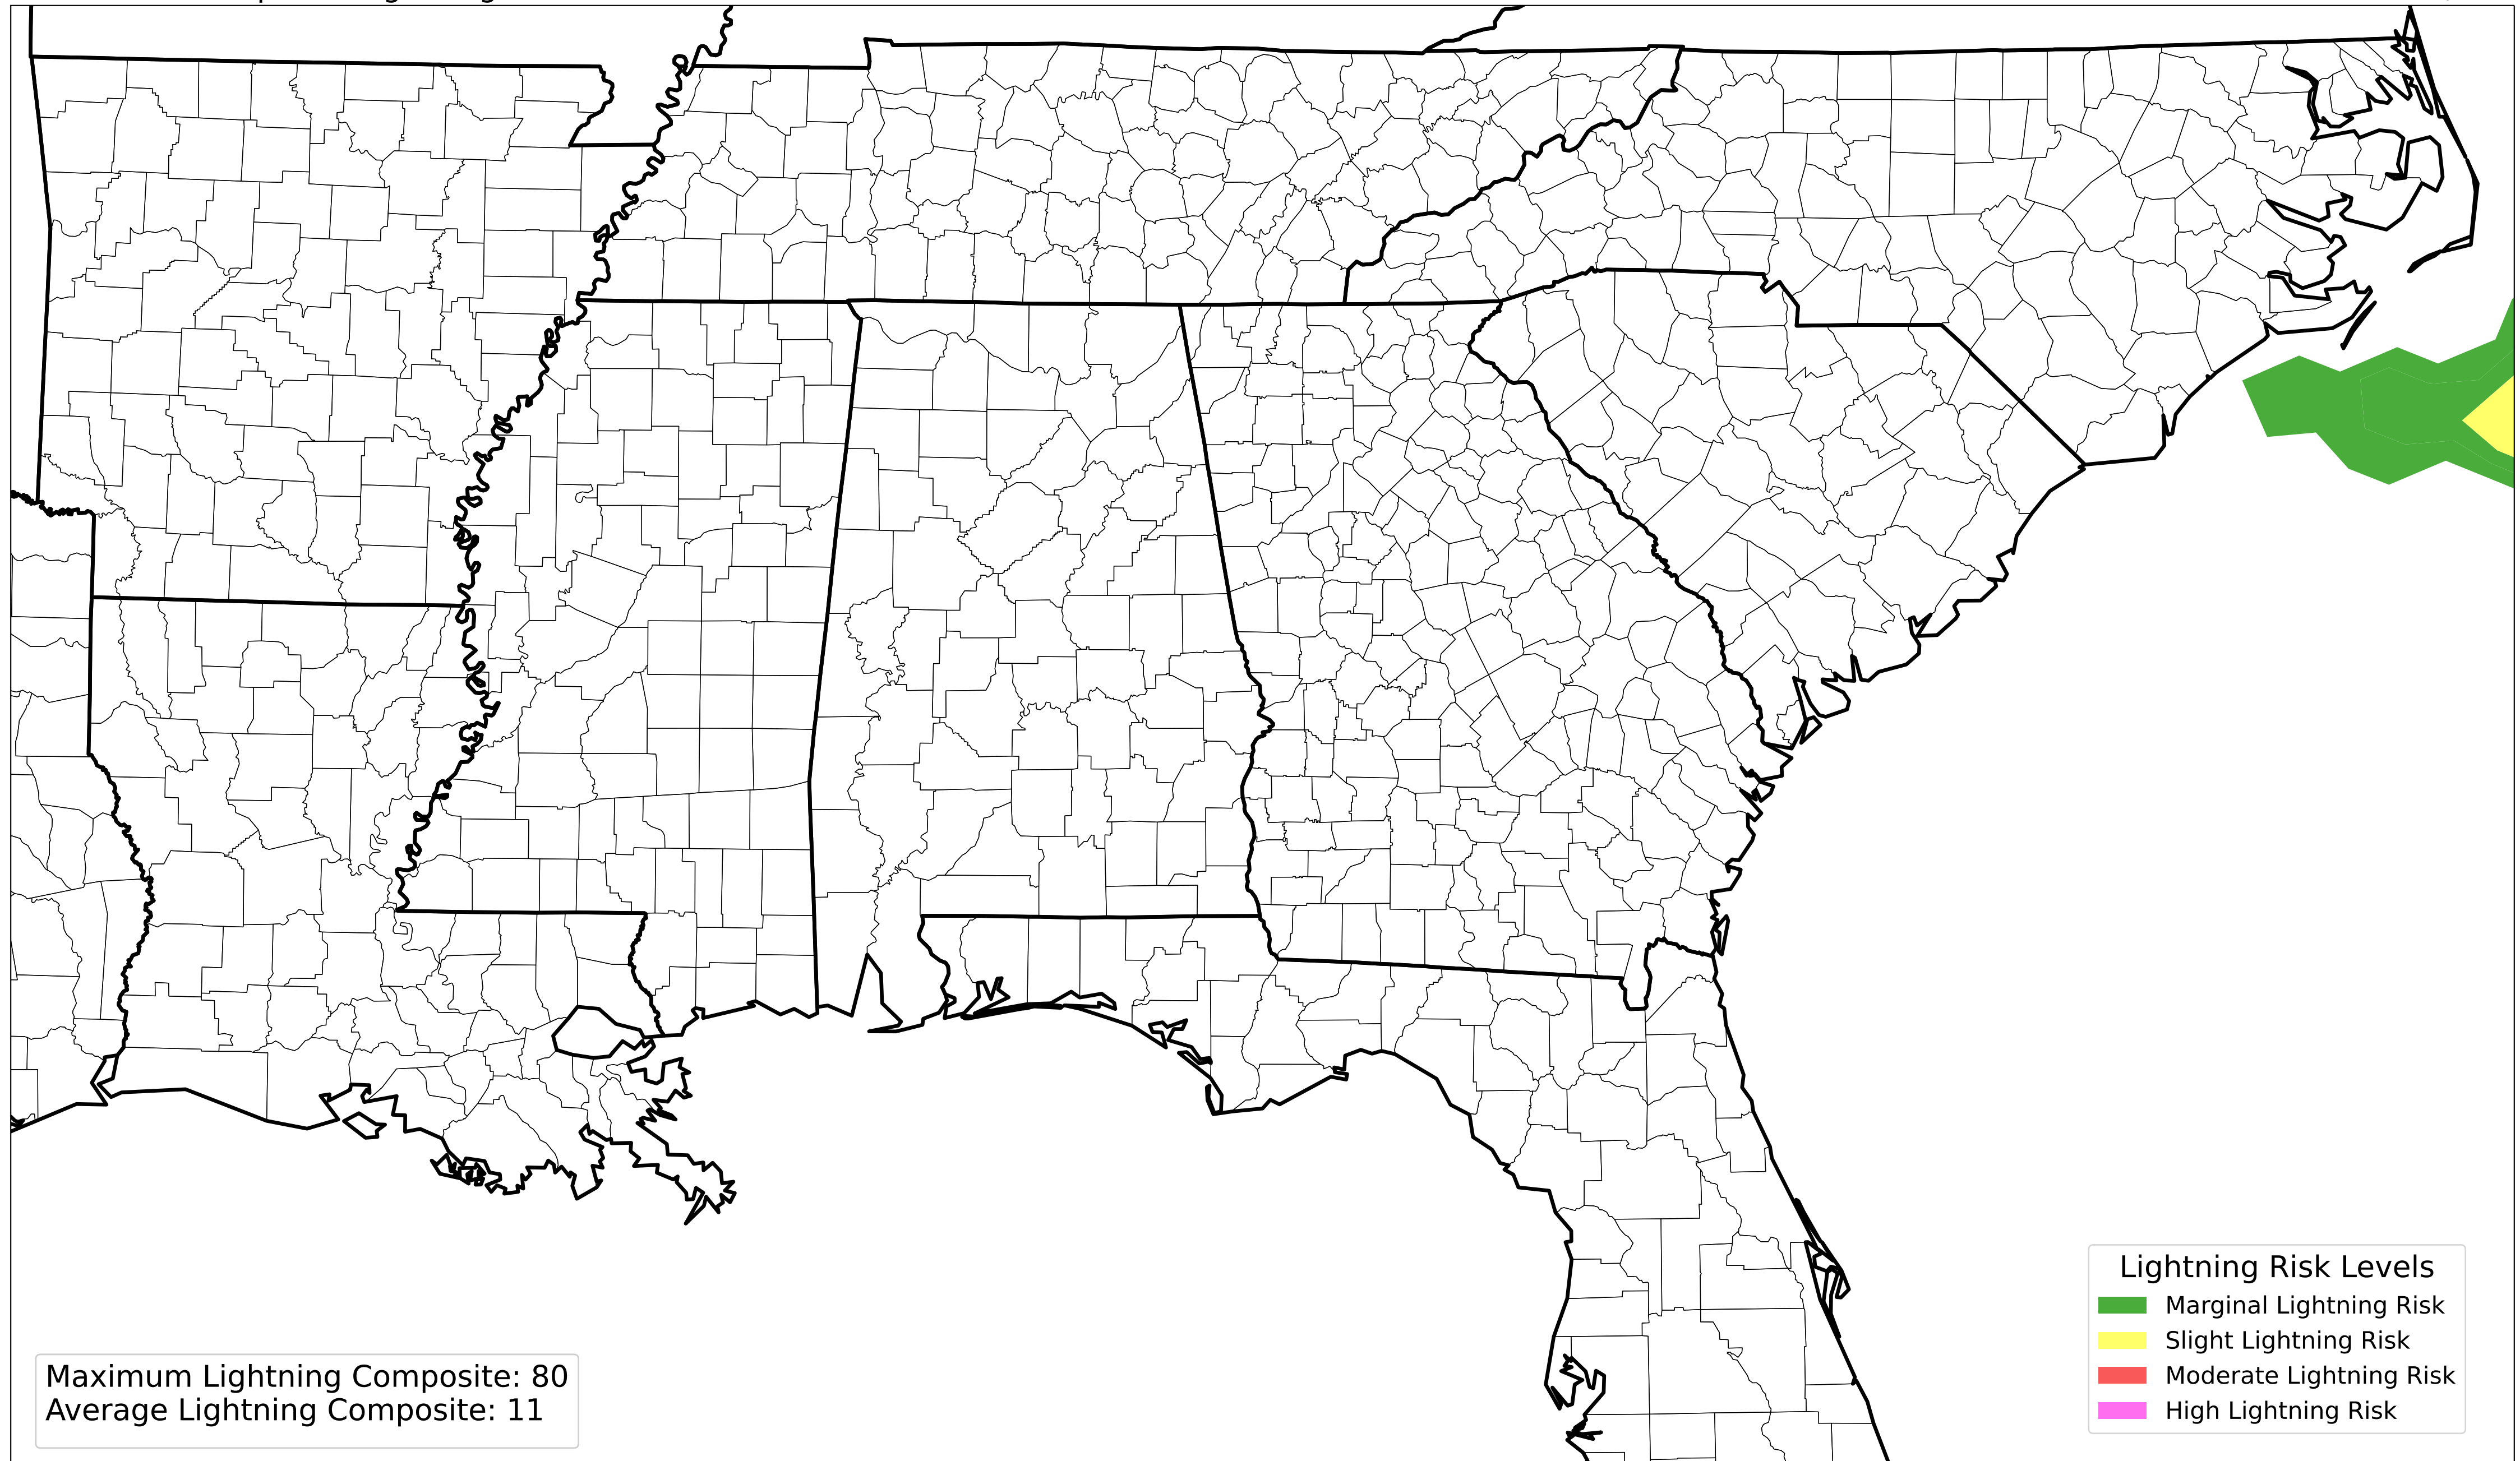 Maximum Lightning Composite: 80
Average Lightning Composite: 11
Lightning Risk Levels
Marginal Lightning Risk
Slight Lightning Risk
Moderate Lightning Risk
High Lightning Risk